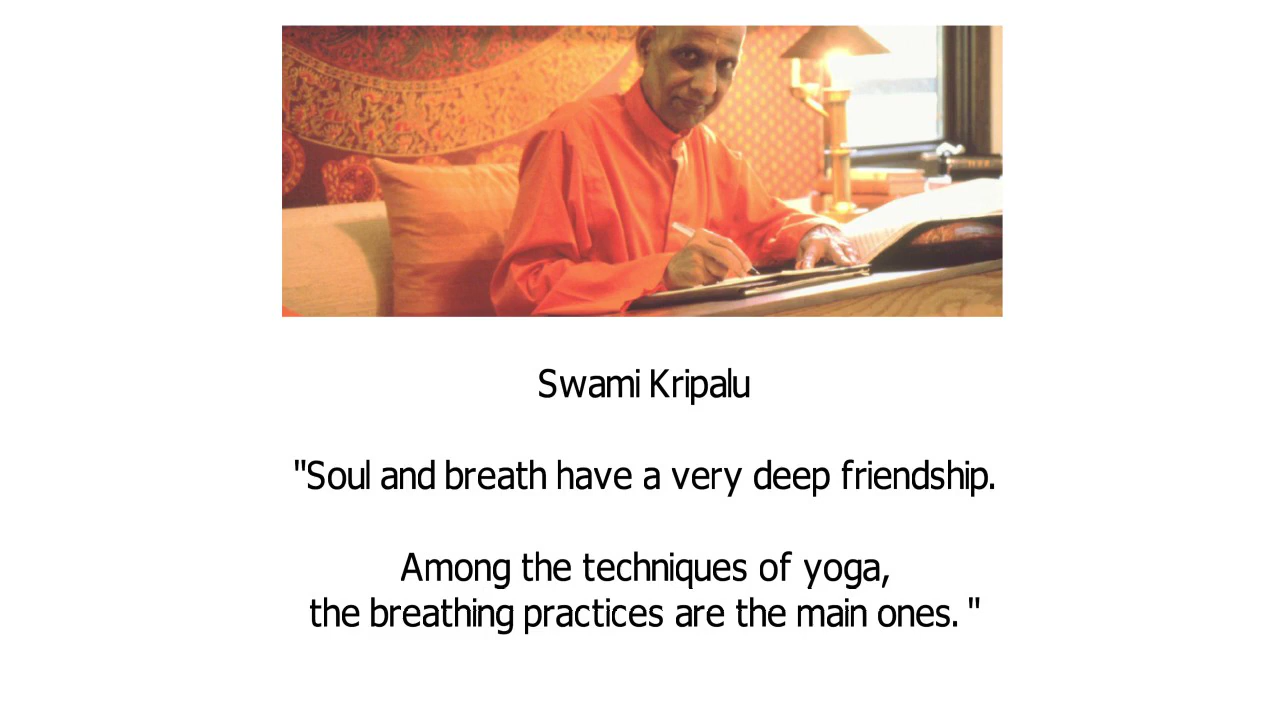 Swami Kripalu
"Soul and breath have a very deep friendship.
Among the techniques of yoga,
the breathing practices are the main ones. "